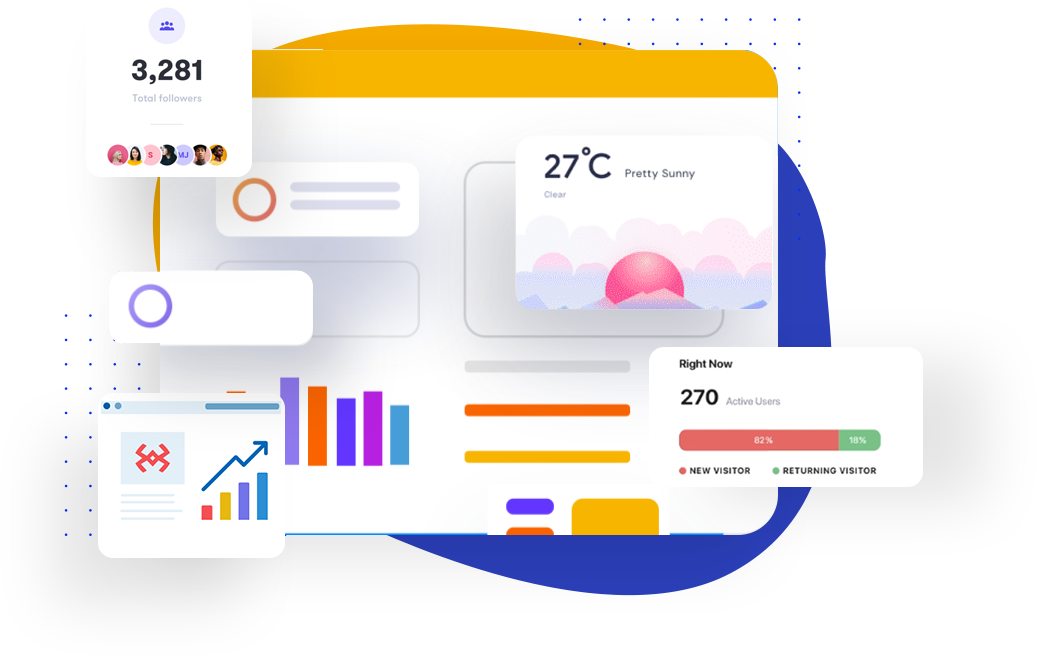 3,281
Total followers
S
MJ
27°C Pretty Sunny
Clear
Right Now
270 Active Users
82% 18%
NEW VISITOR RETURNING VISITOR